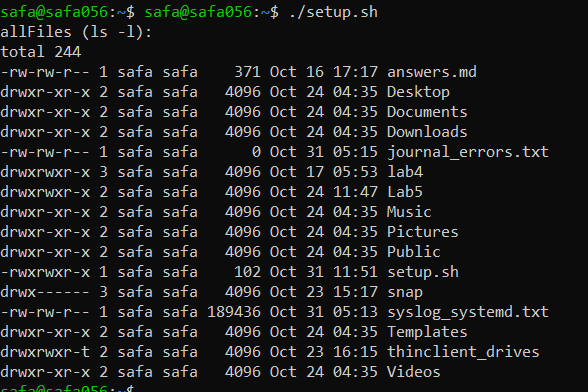 safa@safa056:~$ safa@safa056:~$ ./setup.sh
allFiles (ls -l):
total 244
-rw-rw-r-- 1 safa safa    371 Oct 16 17:17 answers.md
drwxr-xr-x 2 safa safa   4096 Oct 24 04:35 Desktop
drwxr-xr-x 2 safa safa   4096 Oct 24 04:35 Documents
drwxr-xr-x 2 safa safa   4096 Oct 24 04:35 Downloads
-rw-rw-r-- 1 safa safa      0 Oct 31 05:15 journal_errors.txt
drwxrwxr-x 3 safa safa   4096 Oct 17 05:53 lab4
drwxrwxr-x 2 safa safa   4096 Oct 24 11:47 Lab5
drwxr-xr-x 2 safa safa   4096 Oct 24 04:35 Music
drwxr-xr-x 2 safa safa   4096 Oct 24 04:35 Pictures
drwxr-xr-x 2 safa safa   4096 Oct 24 04:35 Public
-rwxrwxr-x 1 safa safa    102 Oct 31 11:51 setup.sh
drwx------ 3 safa safa   4096 Oct 23 15:17 snap
-rw-rw-r-- 1 safa safa 189436 Oct 31 05:13 syslog_systemd.txt
drwxr-xr-x 2 safa safa   4096 Oct 24 04:35 Templates
drwxrwxr-t 2 safa safa   4096 Oct 23 16:15 thinclient_drives
drwxr-xr-x 2 safa safa   4096 Oct 24 04:35 Videos
safa@safa056:~$